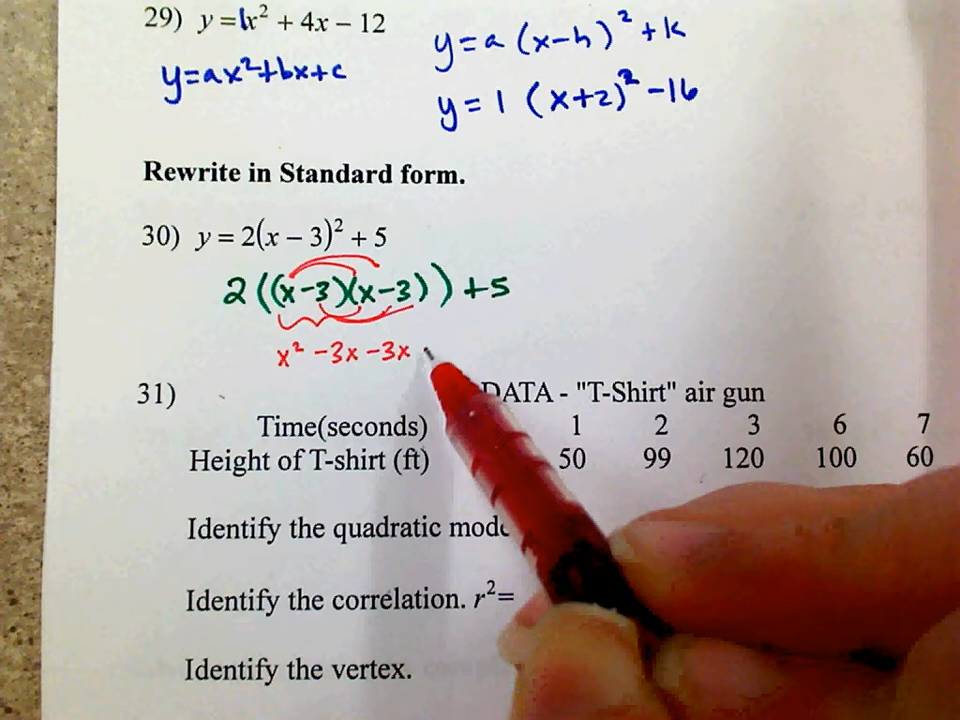 29) y = 1x² + 4x − 12
y=ax²+bx+c
y=a(x-h)²+k
y=1(x+2)²-16
Rewrite in Standard form.
30) y = 2(x − 3)² + 5
2((x-3)(x-3))+5
x² -3x -3x
31) DATA - "T-Shirt" air gun
Time(seconds) 1 2 3 6 7
Height of T-shirt (ft) 50 99 120 100 60
Identify the quadratic
Identify the correlation. r²=
Identify the vertex.